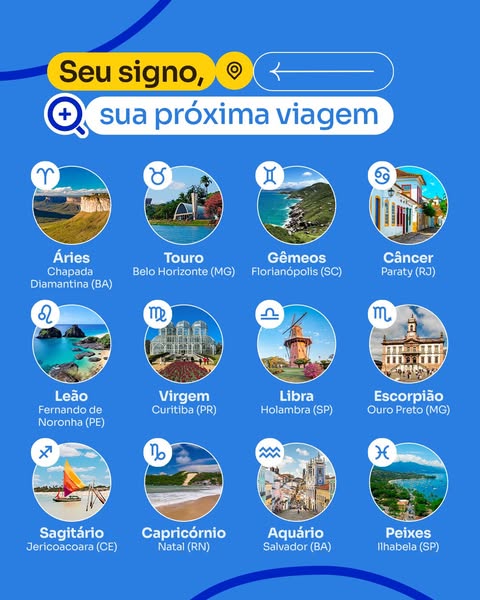 Seu signo,
sua próxima viagem
Áries
Chapada
Diamantina (BA)
Touro
Belo Horizonte (MG)
Gêmeos
Florianópolis (SC)
Câncer
Paraty (RJ)
Leão
Fernando de
Noronha (PE)
Virgem
Curitiba (PR)
Libra
Holambra (SP)
Escorpião
Ouro Preto (MG)
Sagitário
Jericoacoara (CE)
Capricórnio
Natal (RN)
Aquário
Salvador (BA)
Peixes
Ilhabela (SP)